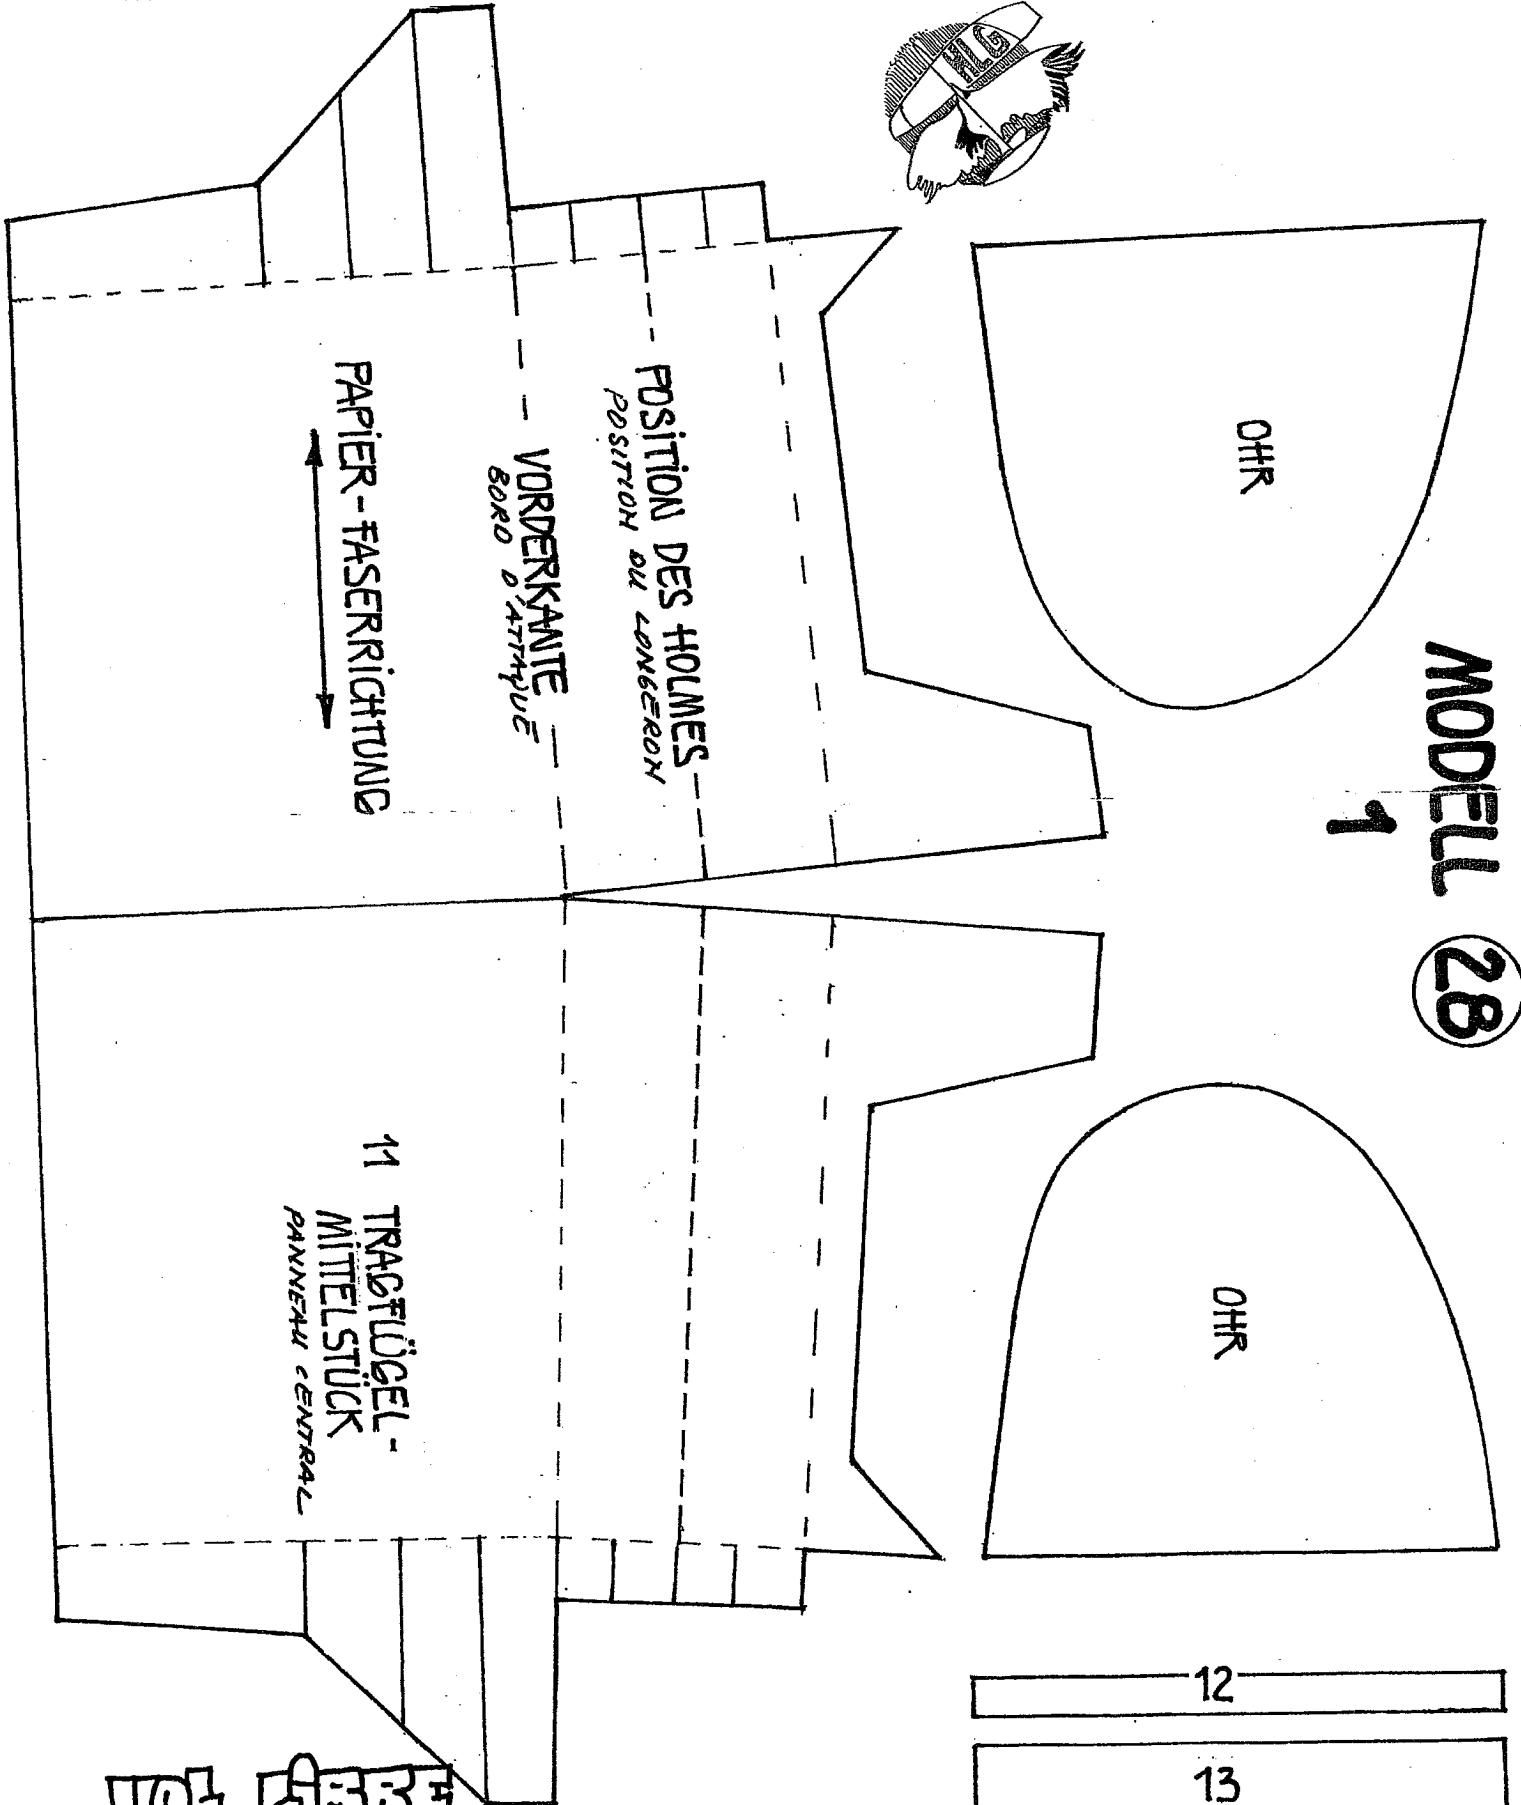 HLG
MODELL 28
1
OHR
OHR
POSITION DES HOLMES
POSITION DU LONGERON
VORDERKANTE
BORD D'ATTAQUE
PAPIER-FASERRICHTUNG
11 TRAGFLÜGEL-
MITTELSTÜCK
PANNEAU CENTRAL
12
13